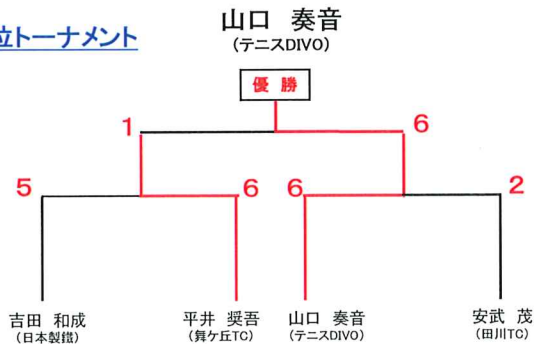 位トーナメント
山口 奏音
(テニスDIVO)
優勝
1
6
5
6
6
2
吉田 和成
(日本製鐵)
平井 奨吾
(舞ケ丘TC)
山口 奏音
(テニスDIVO)
安武 茂
(田川TC)